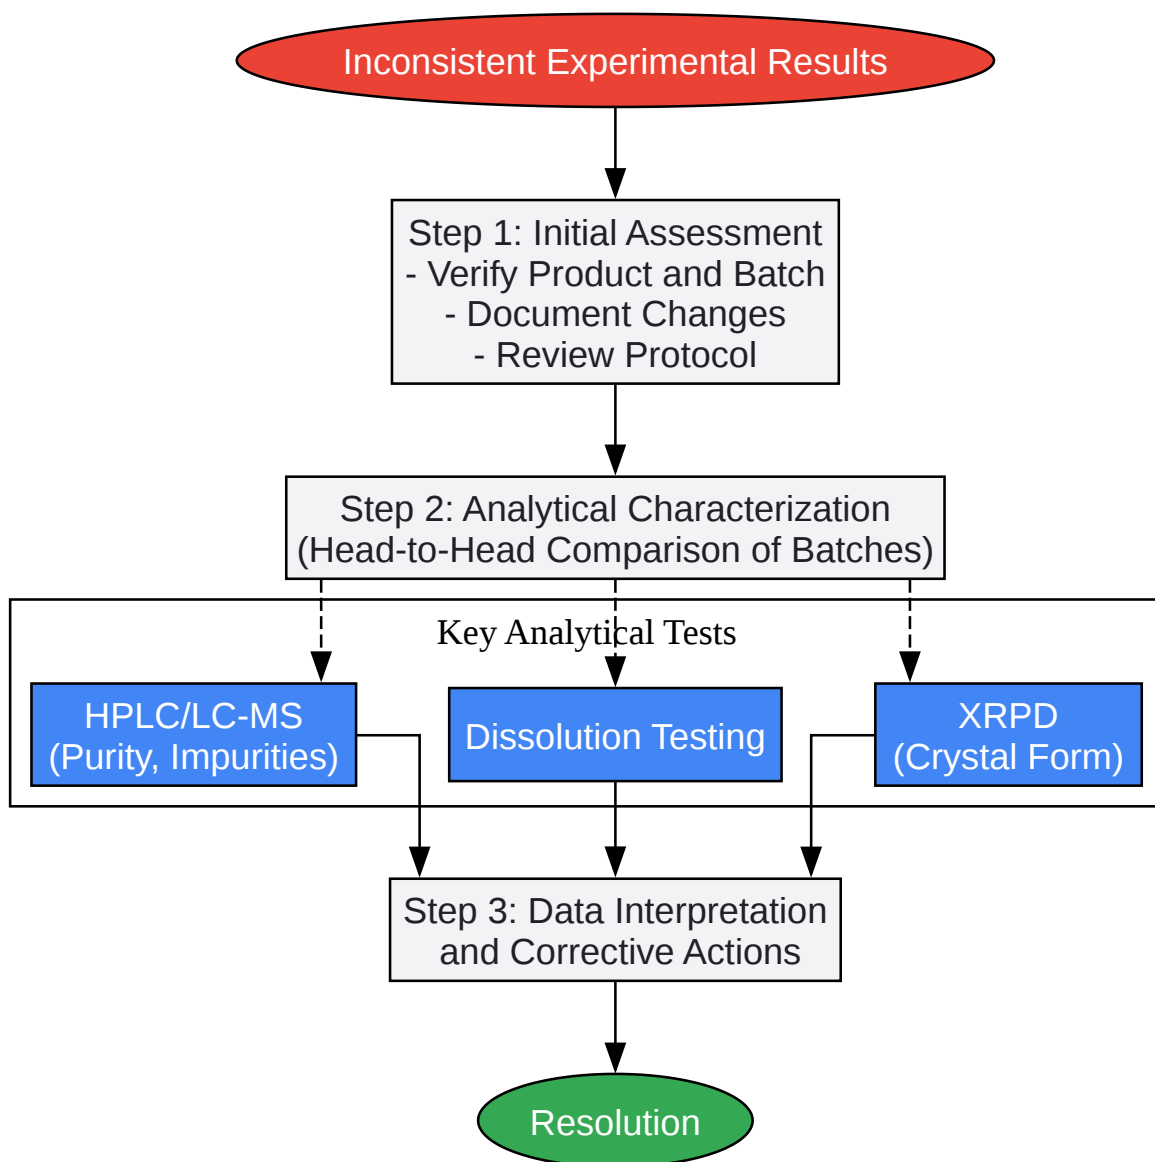 Inconsistent Experimental Results
Step 1: Initial Assessment
- Verify Product and Batch
- Document Changes
- Review Protocol
Step 2: Analytical Characterization
(Head-to-Head Comparison of Batches)
Key Analytical Tests
HPLC/LC-MS
(Purity, Impurities)
Dissolution Testing
XRPD
(Crystal Form)
Step 3: Data Interpretation
and Corrective Actions
Resolution